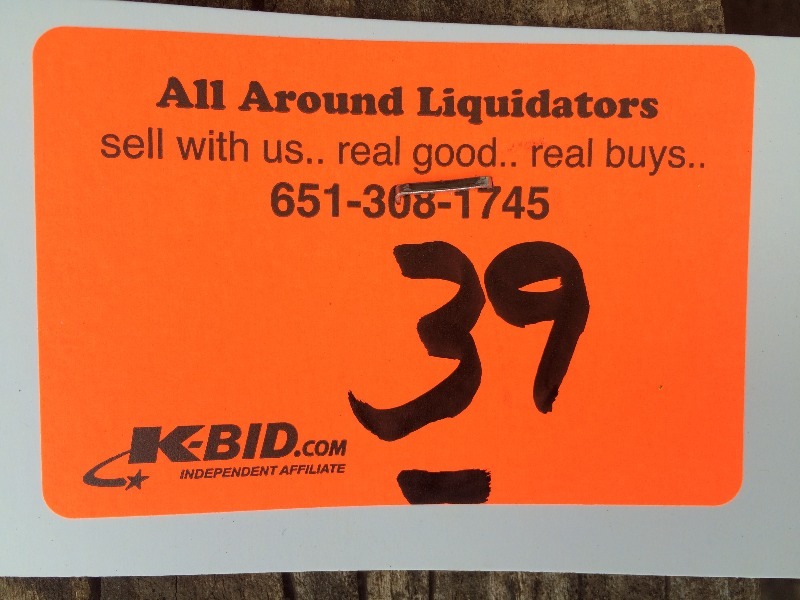 All Around Liquidators
sell with us.. real good.. real buys..
651-308-1745
39
K-BID.COM
INDEPENDENT AFFILIATE